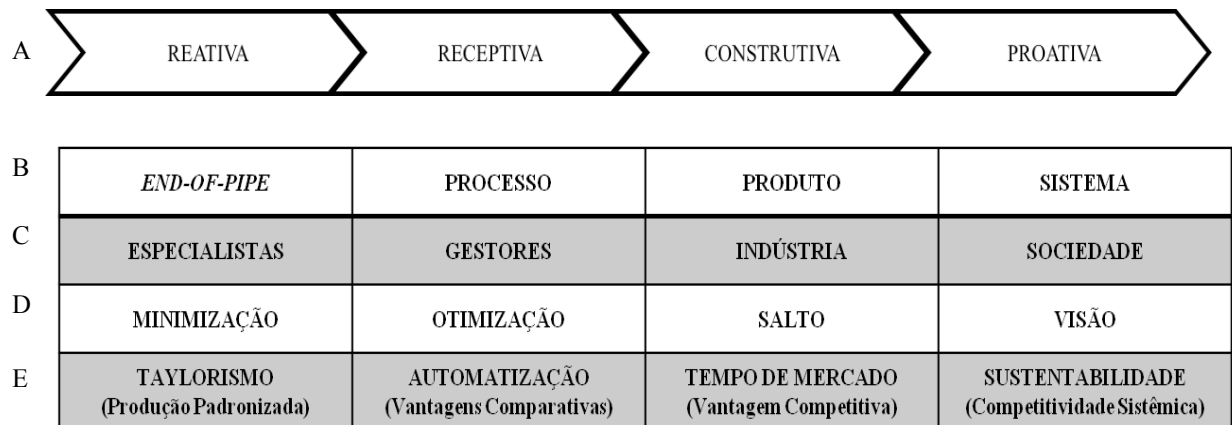 A REATIVA RECEPTIVA CONSTRUTIVA PROATIVA
B END-OF-PIPE PROCESSO PRODUTO SISTEMA
C ESPECIALISTAS GESTORES INDÚSTRIA SOCIEDADE
D MINIMIZAÇÃO OTIMIZAÇÃO SALTO VISÃO
E TAYLORISMO AUTOMATIZAÇÃO TEMPO DE MERCADO SUSTENTABILIDADE
(Produção Padronizada) (Vantagens Comparativas) (Vantagem Competitiva) (Competitividade Sistêmica)